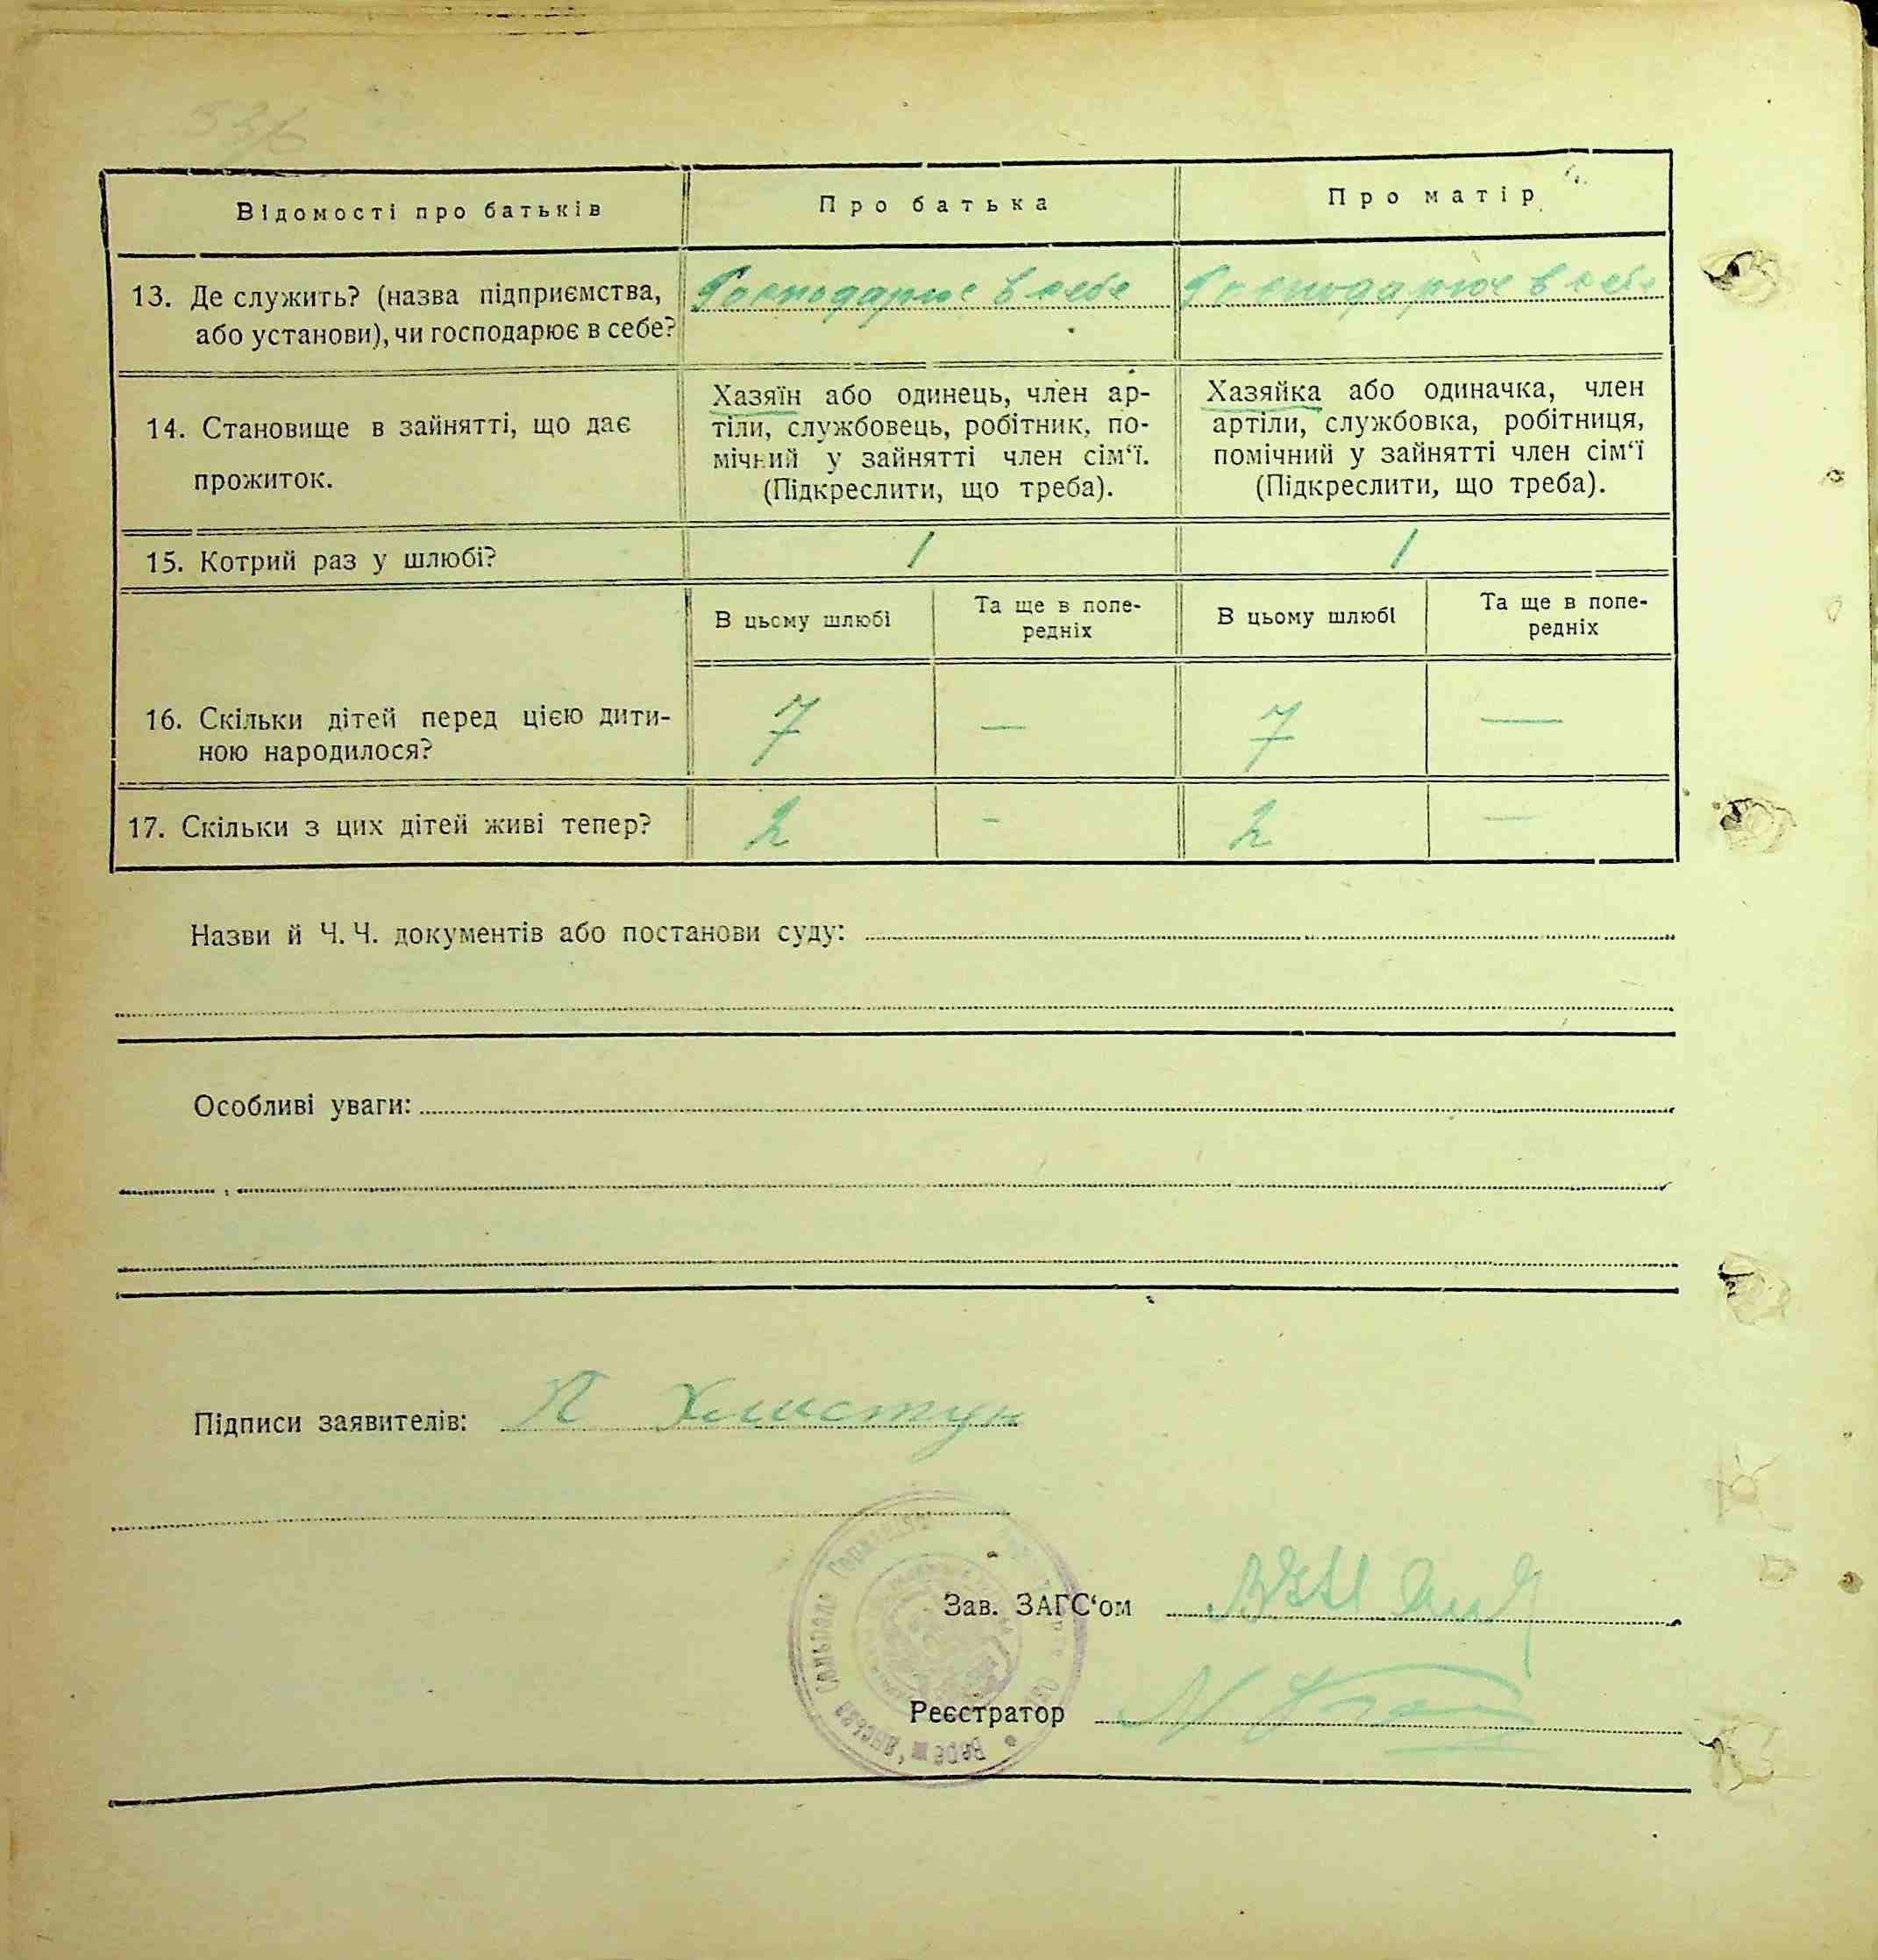 Відомості про батьків
Про батька
Про матір
13. Де служить? (назва підприємства,
або установи), чи господарює в себе?
Господарює в себе
Господарює в себе
14. Становище в зайнятті, що дає
прожиток.
Хазяїн або одинець, член ар-
тіли, службовець, робітник, по-
мічний у зайнятті член сім‘ї.
(Підкреслити, що треба).
Хазяйка або одиначка, член
артіли, службовка, робітниця,
помічний у зайнятті член сім‘ї
(Підкреслити, що треба).
15. Котрий раз у шлюбі?
1
1
В цьому шлюбі
Та ще в попе-
редніх
В цьому шлюбі
Та ще в попе-
редніх
16. Скільки дітей перед цією дити-
ною народилося?
7
—
7
—
17. Скільки з цих дітей живі тепер?
2
-
2
—
Назви й Ч. Ч. документів або постанови суду:
Особливі уваги:
Підписи заявителів: П Хлистун
Зав. ЗАГС‘ом
Реєстратор